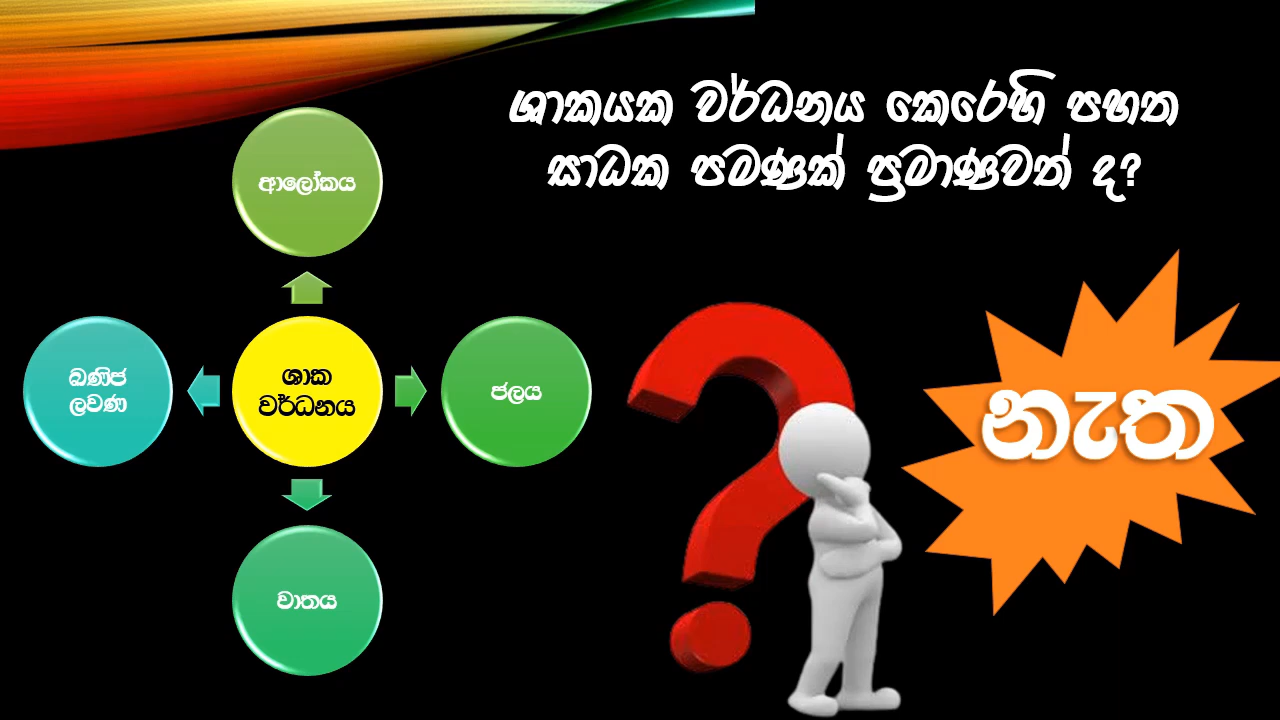 ශාකයක වර්ධනය කෙරෙහි පහත
සාධක පමණක් ප්‍රමාණවත් ද?
ආලෝකය
ඛණිජ
ලවණ
ශාක
වර්ධනය
ජලය
වාතය
නැත